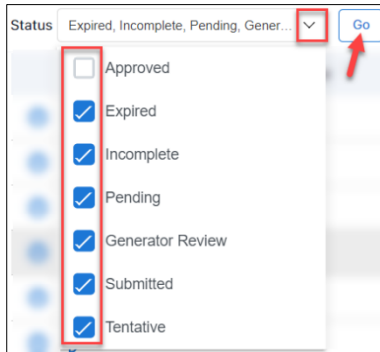 Status Expired, Incomplete, Pending, Gener... Go
Approved
Expired
Incomplete
Pending
Generator Review
Submitted
Tentative